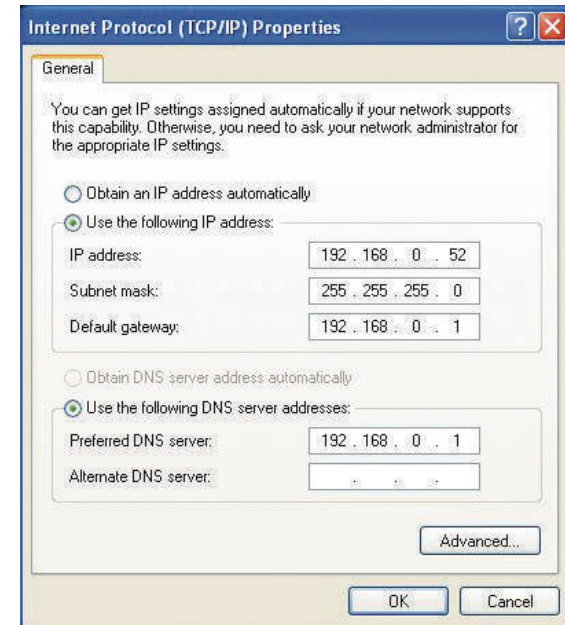 Internet Protocol (TCP/IP) Properties
General
You can get IP settings assigned automatically if your network supports
this capability. Otherwise, you need to ask your network administrator for
the appropriate IP settings.
Obtain an IP address automatically
Use the following IP address:
IP address: 192 . 168 . 0 . 52
Subnet mask: 255 . 255 . 255 . 0
Default gateway: 192 . 168 . 0 . 1
Obtain DNS server address automatically
Use the following DNS server addresses:
Preferred DNS server: 192 . 168 . 0 . 1
Alternate DNS server: . . .
Advanced...
OK Cancel